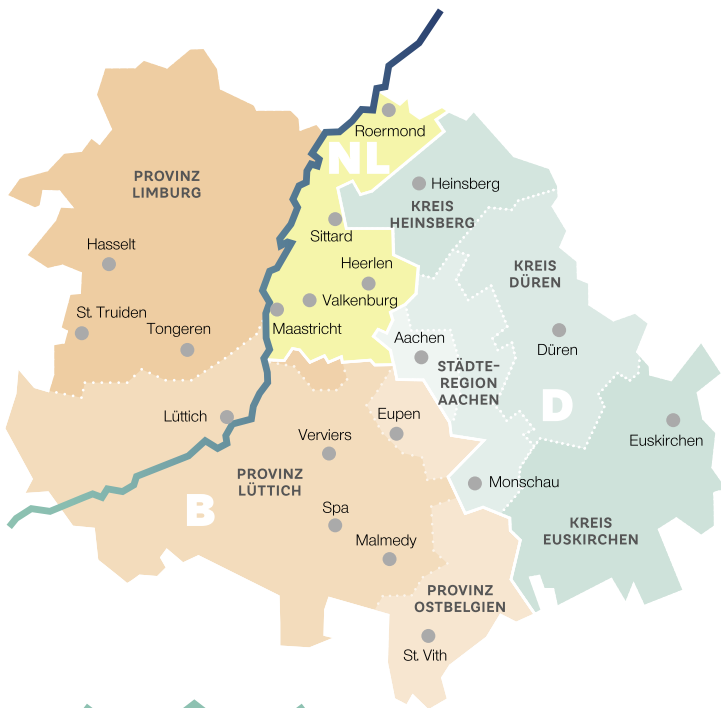 Roermond
NL
PROVINZ
LIMBURG
Heinsberg
KREIS
HEINSBERG
Sittard
Hasselt
Heerlen
KREIS
DÜREN
Valkenburg
St. Truiden
Tongeren
Maastricht
Aachen
Düren
STÄDTE-
REGION
AACHEN
D
Lüttich
Eupen
Verviers
Euskirchen
PROVINZ
LÜTTICH
Monschau
B
Spa
Malmedy
KREIS
EUSKIRCHEN
PROVINZ
OSTBELGIEN
St. Vith